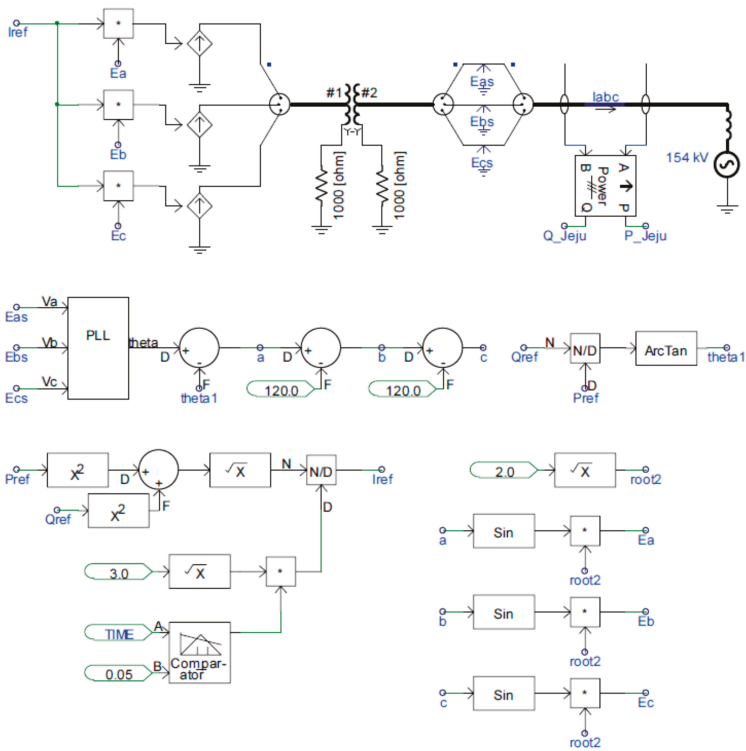 Iref
*
Ea
*
Eb
*
Ec
#1
#2
1000 [ohm]
1000 [ohm]
Eas
Ebs
Ecs
Iabc
154 kV
A
B
Power
P
Q
Q_Jeju
P_Jeju
Eas
Va
Ebs
Vb
Ecs
Vc
PLL
theta
D
+
-
F
theta1
a
D
+
-
F
120.0
b
D
+
-
F
120.0
c
Qref
N
N/D
D
Pref
ArcTan
theta1
Pref
X2
D
+
+
F
Qref
X2
√X
N
N/D
D
Iref
3.0
√X
*
TIME
A
0.05
B
Compar-
ator
2.0
√X
root2
a
Sin
*
Ea
root2
b
Sin
*
Eb
root2
c
Sin
*
Ec
root2